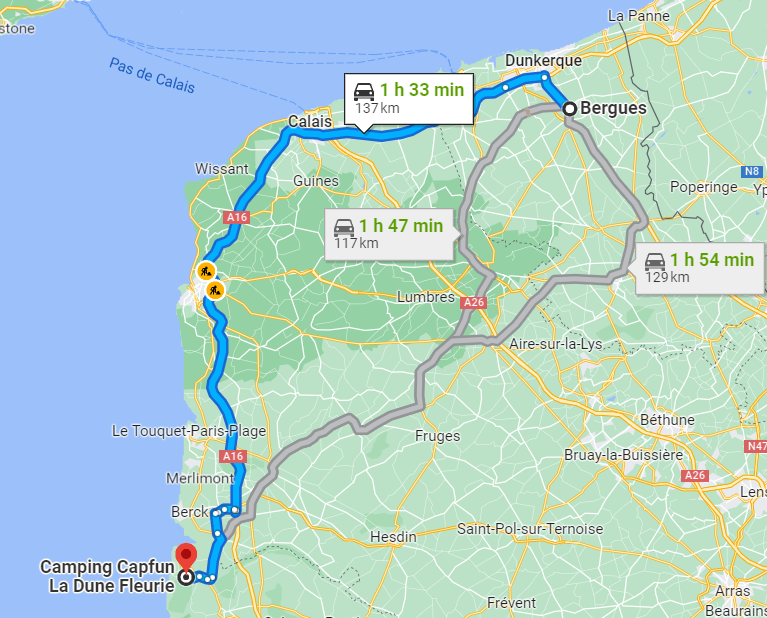 La Panne
stone
Dunkerque
Pas de Calais
1 h 33 min
137 km
Bergues
Calais
Wissant
N8
Guines
Poperinge
Yp
A16
1 h 47 min
117 km
1 h 54 min
129 km
Lumbres
A26
Aire-sur-la-Lys
Béthune
Le Touquet-Paris-Plage
Fruges
N47
A16
Bruay-la-Buissière
Merlimont
A26
Lens
Berck
Hesdin
Saint-Pol-sur-Ternoise
Camping Capfun
La Dune Fleurie
Arras
Frévent
Beaurains